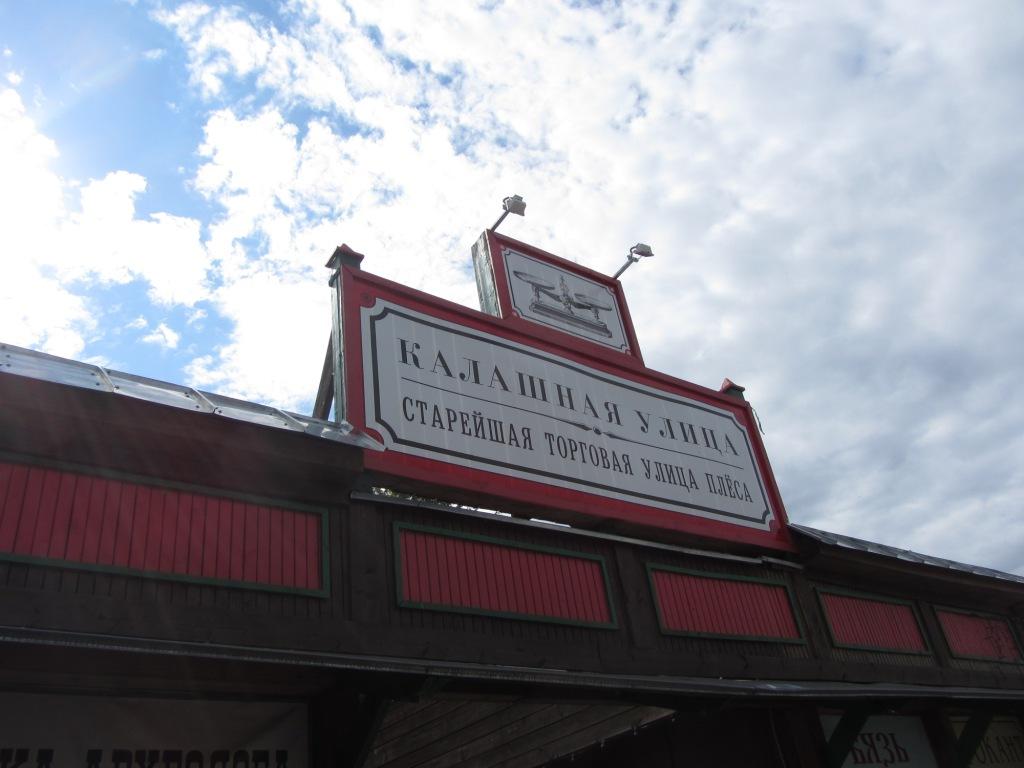 КАЛАШНАЯ УЛИЦА
СТАРЕЙШАЯ ТОРГОВАЯ УЛИЦА ПЛЁСА